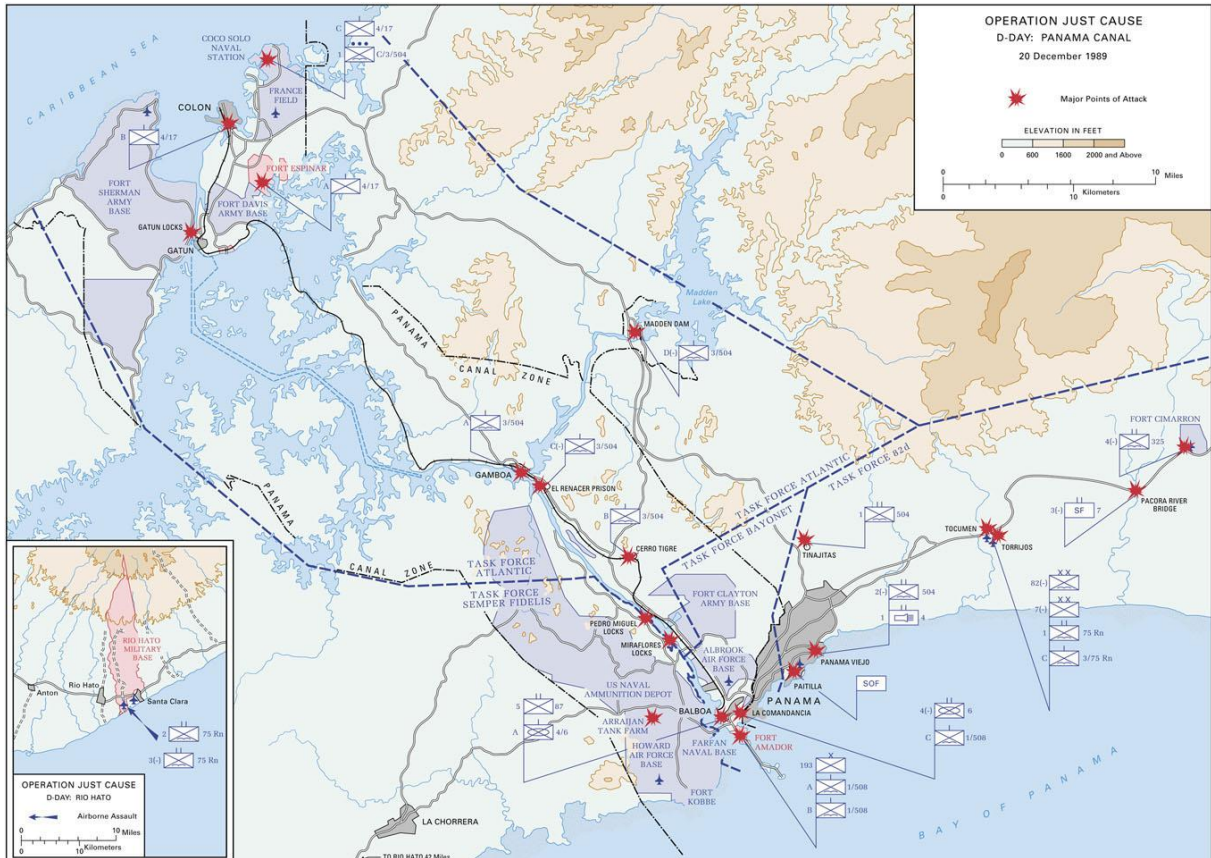 OPERATION JUST CAUSE
D-DAY: PANAMA CANAL
20 December 1989
Major Points of Attack
ELEVATION IN FEET
0 600 1600 2000 and Above
0 10 Miles
0 10
Kilometers
CARIBBEAN SEA
COCO SOLO
NAVAL
STATION
C 4/17
1 C/3/504
COLON
FRANCE
FIELD
B 4/17
FORT ESPINAR
A 4/17
FORT
SHERMAN
ARMY
BASE
FORT DAVIS
ARMY BASE
GATUN LOCKS
GATUN
Madden
Lake
MADDEN DAM
D(-) 3/504
PANAMA
CANAL ZONE
A 3/504
C(-) 3/504
GAMBOA
EL RENACER PRISON
B 3/504
CERRO TIGRE
PANAMA
CANAL ZONE
TASK FORCE
ATLANTIC
TASK FORCE
SEMPER FIDELIS
TASK FORCE ATLANTIC
TASK FORCE BAYONET
TASK FORCE 82d
FORT CIMARRON
4(-) 325
PACORA RIVER
BRIDGE
3(-) SF 7
TOCUMEN
TORRIJOS
1 504
TINAJITAS
82(-)
7(-)
1 75 Rn
C 3/75 Rn
2(-) 504
1 4
FORT CLAYTON
ARMY BASE
PEDRO MIGUEL
LOCKS
MIRAFLORES
LOCKS
ALBROOK
AIR FORCE
BASE
PANAMA VIEJO
PAITILLA
SOF
PANAMA
US NAVAL
AMMUNITION DEPOT
BALBOA
LA COMANDANCIA
5 87
A 4/6
ARRAIJAN
TANK FARM
HOWARD
AIR FORCE
BASE
FARFAN
NAVAL BASE
FORT
AMADOR
4(-) 6
C 1/508
193
A 1/508
B 1/508
FORT
KOBBE
LA CHORRERA
TO RIO HATO 42 Miles
BAY OF PANAMA
RIO HATO
MILITARY
BASE
Anton
Rio Hato
Santa Clara
2 75 Rn
3(-) 75 Rn
OPERATION JUST CAUSE
D-DAY: RIO HATO
Airborne Assault
0 10
Miles
0 10
Kilometers